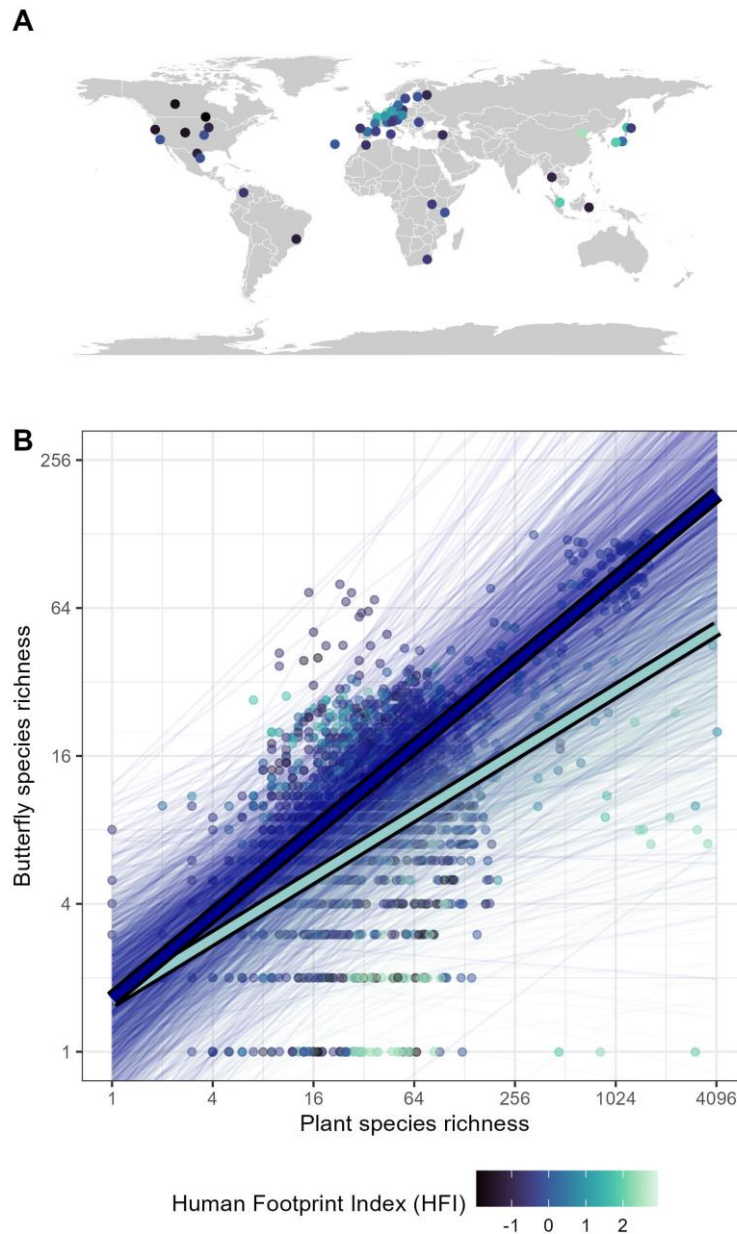 A
B
256
64
16
4
1
Butterfly species richness
1 4 16 64 256 1024 4096
Plant species richness
Human Footprint Index (HFI)
-1 0 1 2